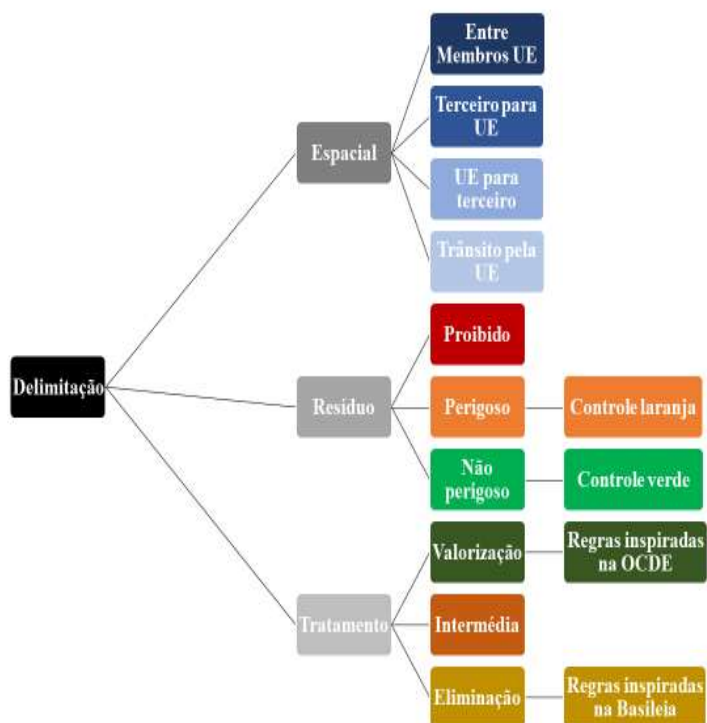 Delimitação
Espacial
Entre
Membros UE
Terceiro para
UE
UE para
terceiro
Trânsito pela
UE
Resíduo
Proibido
Perigoso
Controle laranja
Não
perigoso
Controle verde
Tratamento
Valorização
Regras inspiradas
na OCDE
Intermédia
Eliminação
Regras inspiradas
na Basileia